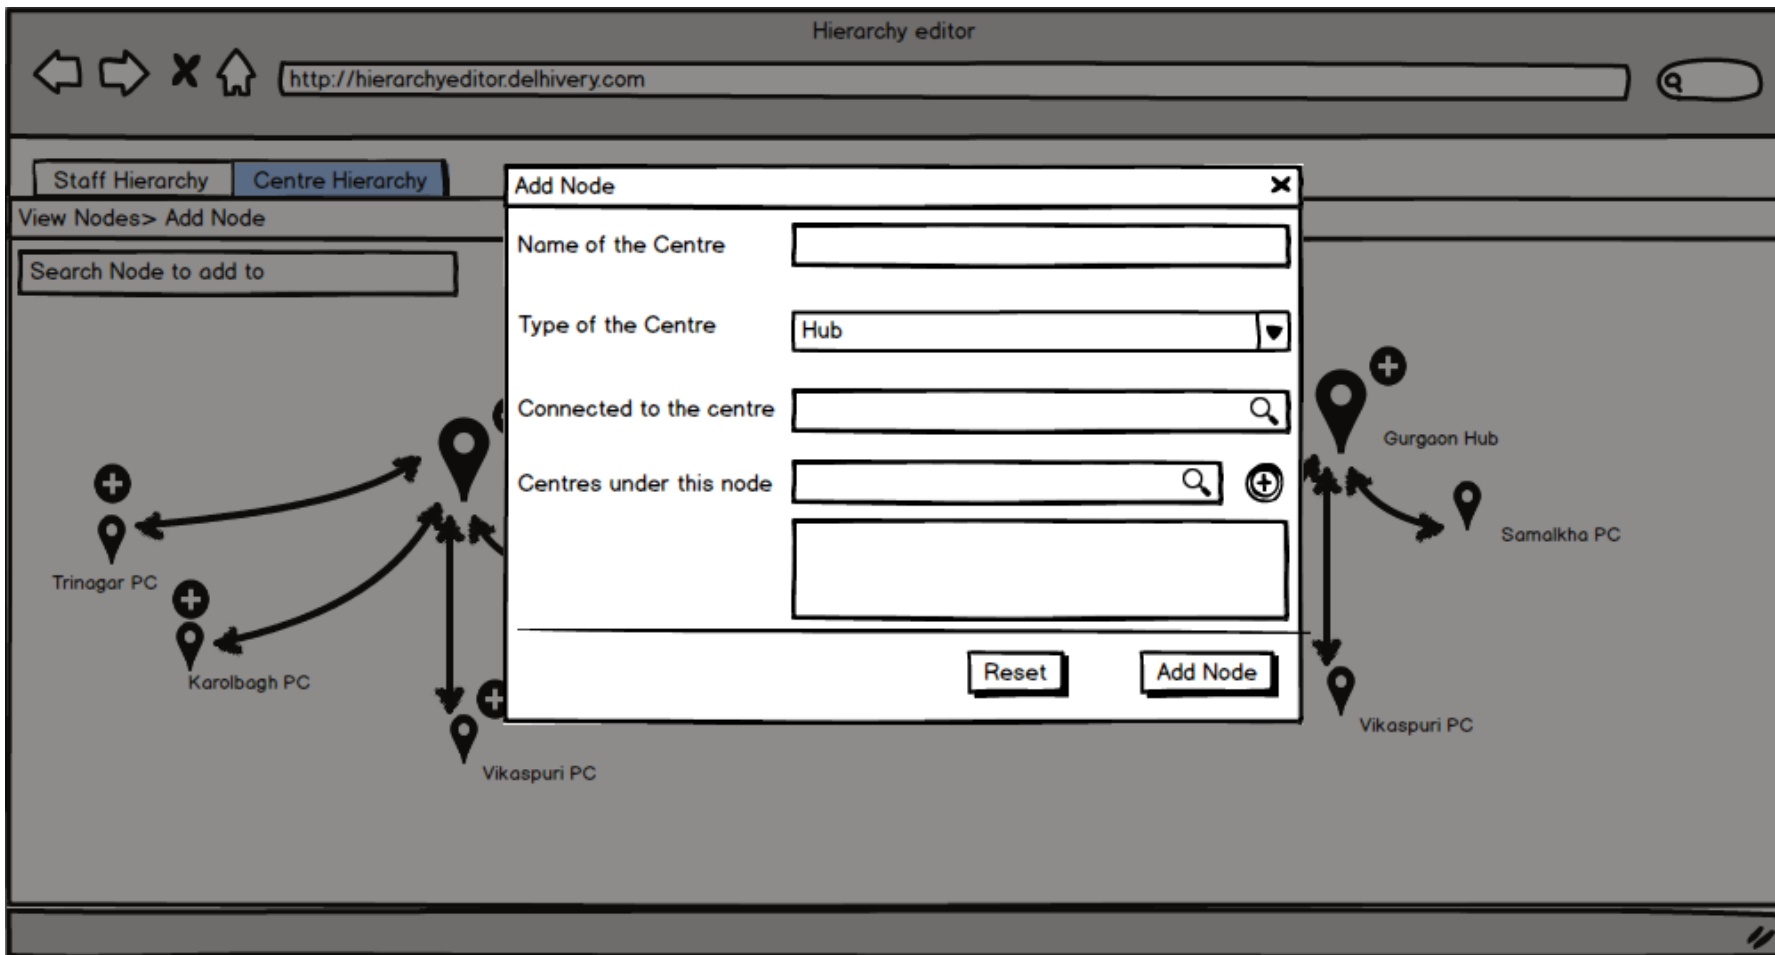 Hierarchy editor
http://hierarchyeditor.delhivery.com
Staff Hierarchy
Centre Hierarchy
View Nodes> Add Node
Search Node to add to
Add Node
Name of the Centre
Type of the Centre
Hub
Connected to the centre
Centres under this node
Reset
Add Node
Gurgaon Hub
Samalkha PC
Trinagar PC
Karolbagh PC
Vikaspuri PC
Vikaspuri PC